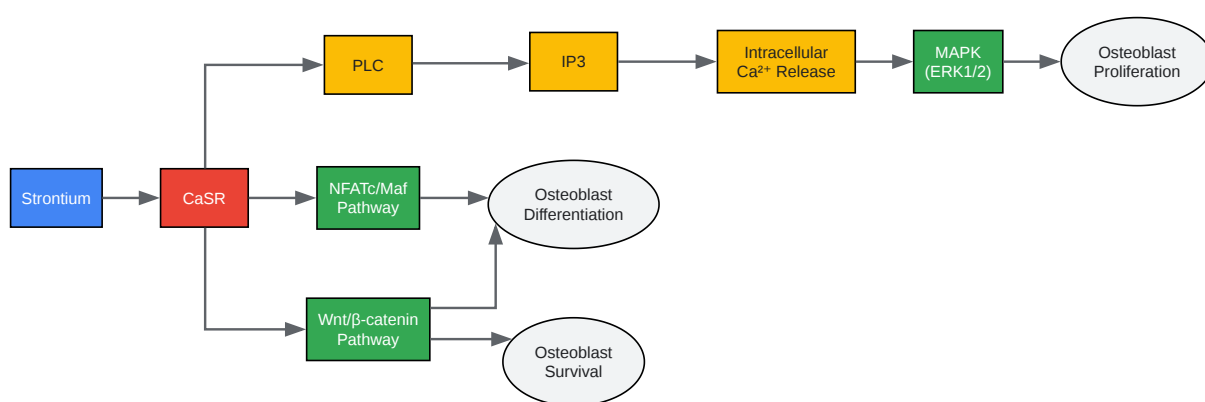 PLC
IP3
Intracellular
Ca²⁺ Release
MAPK
(ERK1/2)
Osteoblast
Proliferation
Strontium
CaSR
NFATc/Maf
Pathway
Osteoblast
Differentiation
Wnt/β-catenin
Pathway
Osteoblast
Survival